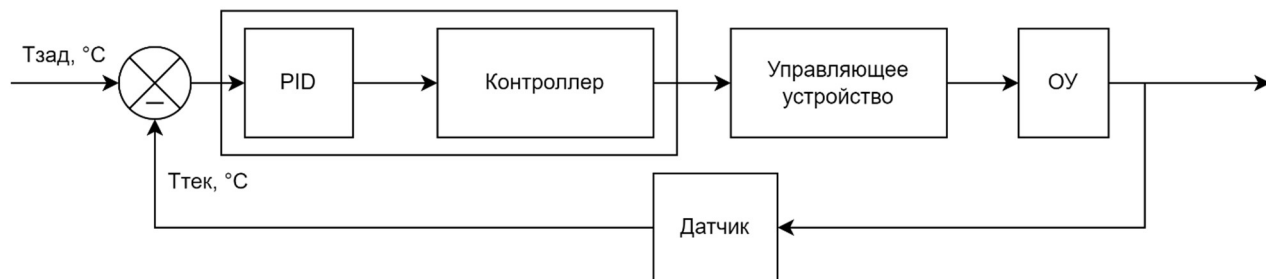 Тзад, °C
PID
Контроллер
Управляющее
устройство
ОУ
Ттек, °C
Датчик